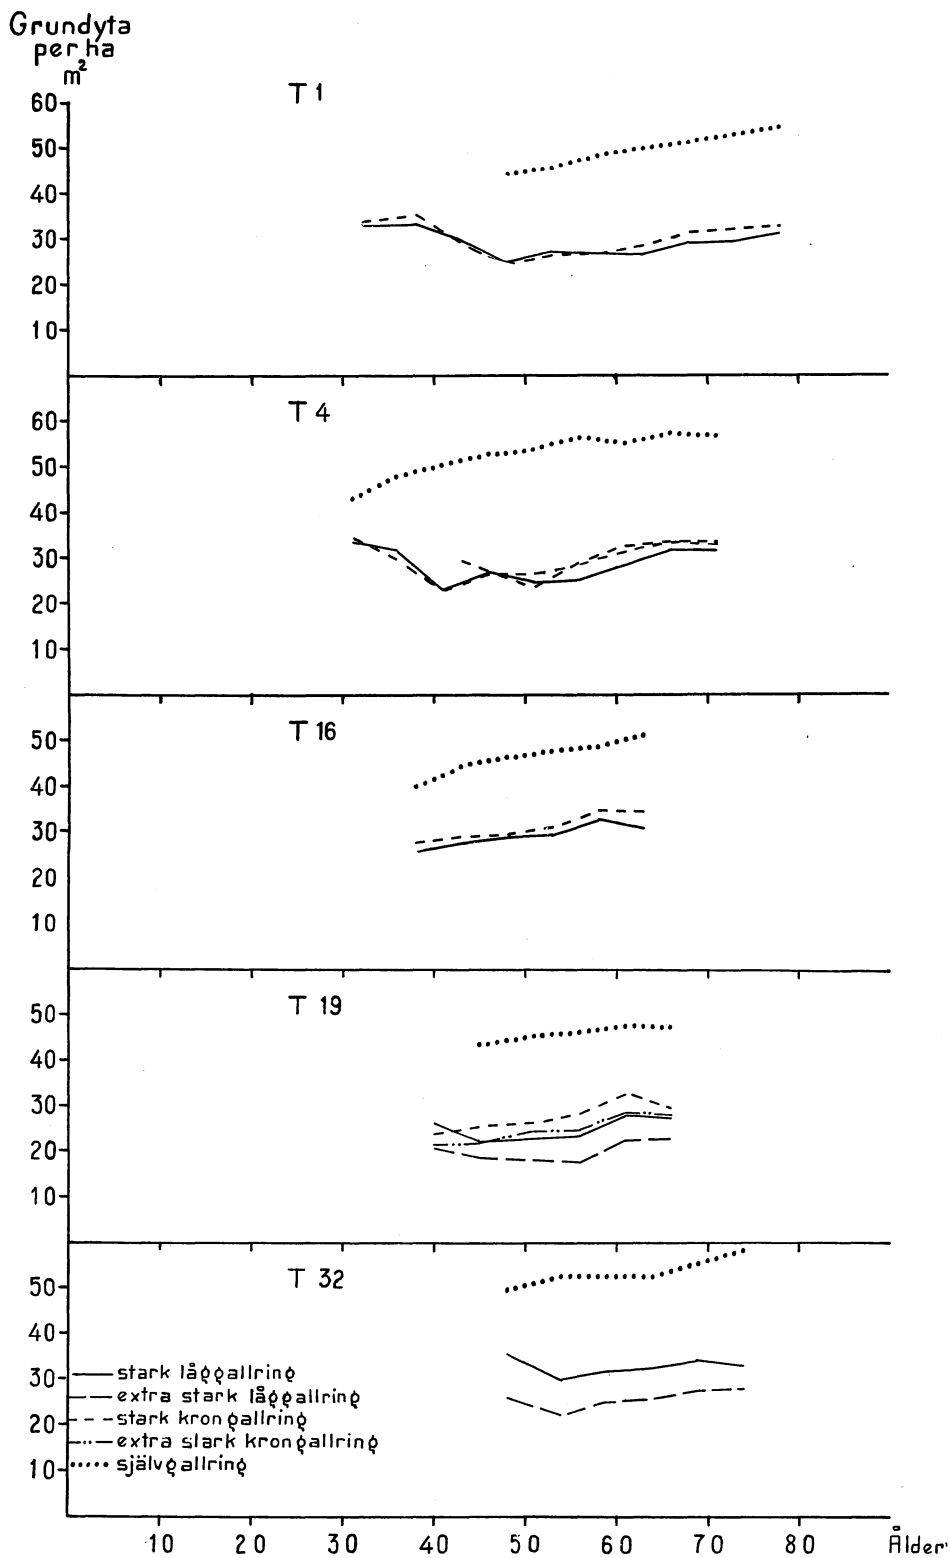 Grundyta
per ha
m²
T 1
60
50
40
30
20
10
T 4
60
50
40
30
20
10
T 16
50
40
30
20
10
T 19
50
40
30
20
10
T 32
50
40
30
20
10
stark låggallring
extra stark låggallring
stark krongallring
extra slark krongallring
självgallring
10 20 30 40 50 60 70 80 Ålder